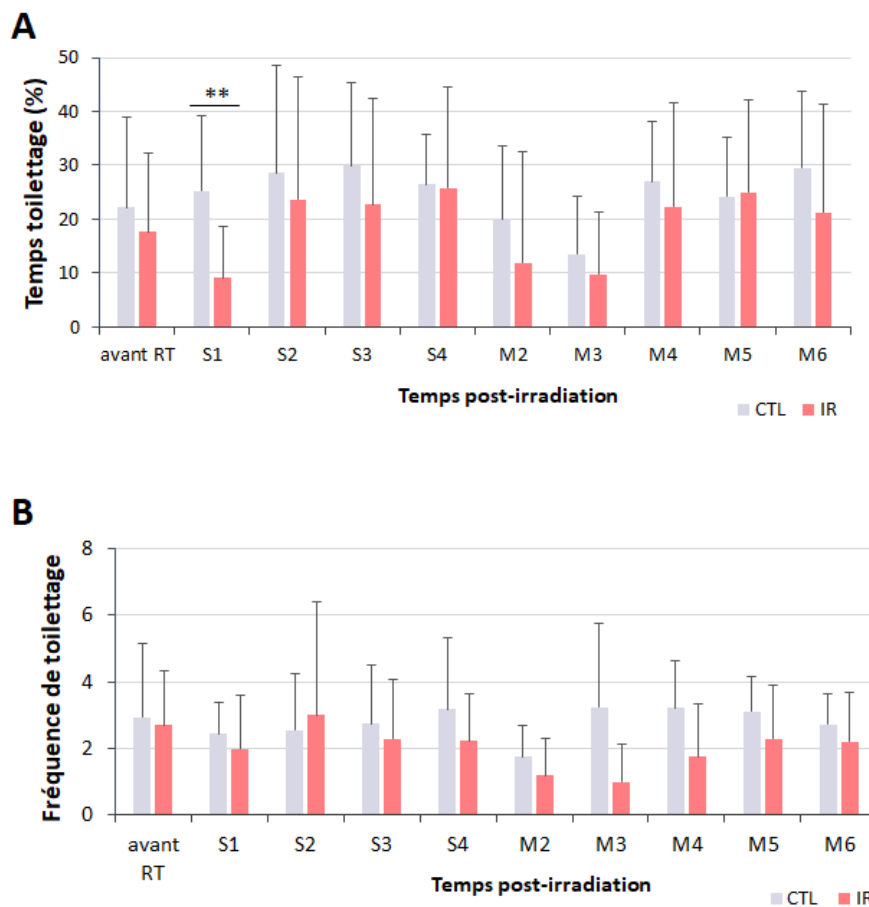 A
Temps toilettage (%)
50
40
30
20
10
0
**
avant RT S1 S2 S3 S4 M2 M3 M4 M5 M6
Temps post-irradiation
CTL IR
B
Fréquence de toilettage
8
6
4
2
0
avant RT S1 S2 S3 S4 M2 M3 M4 M5 M6
Temps post-irradiation
CTL IR